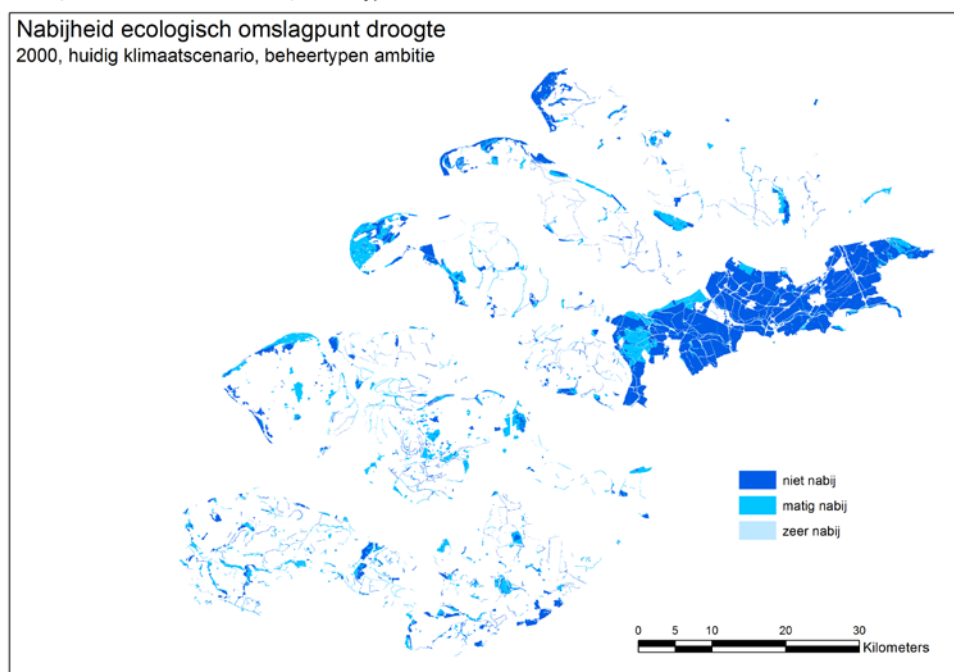 Nabijheid ecologisch omslagpunt droogte
2000, huidig klimaatscenario, beheertypen ambitie
niet nabij
matig nabij
zeer nabij
0 5 10 20 30
Kilometers